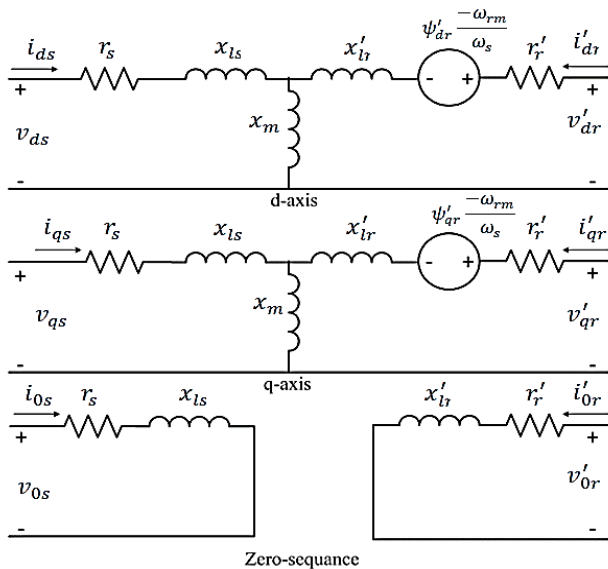 i_ds r_s x_ls x'_lr ψ'_dr -ω_rm/ω_s r'_r i'_dr
+ - + +
v_ds x_m v'_dr
- -
d-axis
i_qs r_s x_ls x'_lr ψ'_qr -ω_rm/ω_s r'_r i'_qr
+ - + +
v_qs x_m v'_qr
- -
q-axis
i_0s r_s x_ls x'_lr r'_r i'_0r
+ +
v_0s v'_0r
- -
Zero-sequance